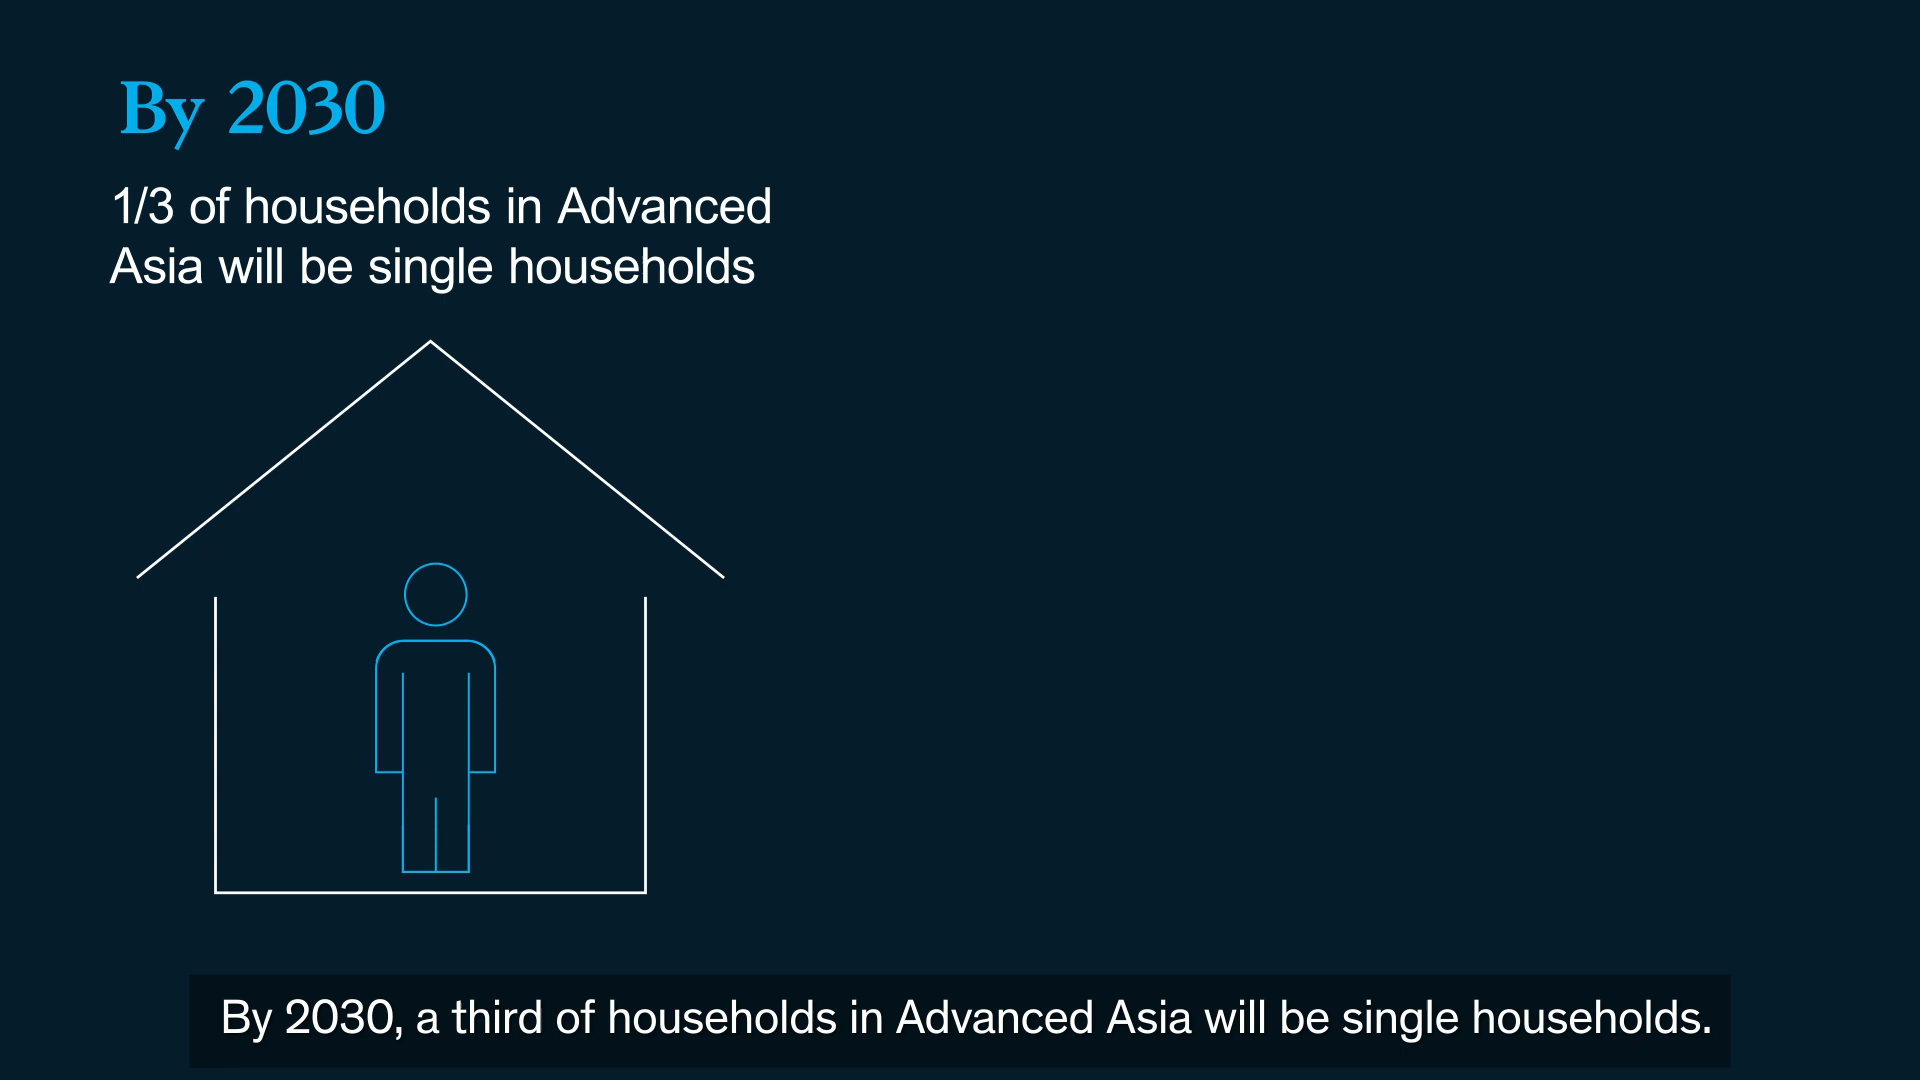 By 2030
1/3 of households in Advanced
Asia will be single households
By 2030, a third of households in Advanced Asia will be single households.